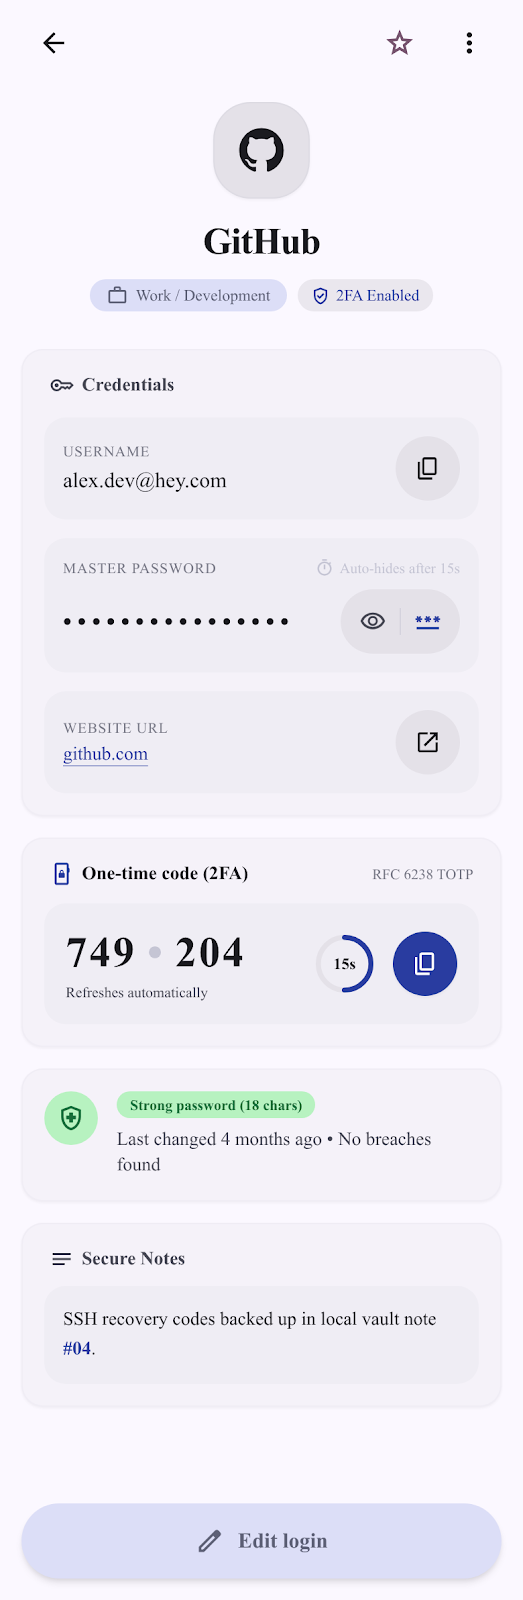 GitHub
Work / Development
2FA Enabled
Credentials
USERNAME
alex.dev@hey.com
MASTER PASSWORD
Auto-hides after 15s
••••••••••••••••
***
WEBSITE URL
github.com
One-time code (2FA)
RFC 6238 TOTP
749 • 204
15s
Refreshes automatically
Strong password (18 chars)
Last changed 4 months ago • No breaches
found
Secure Notes
SSH recovery codes backed up in local vault note
#04.
Edit login